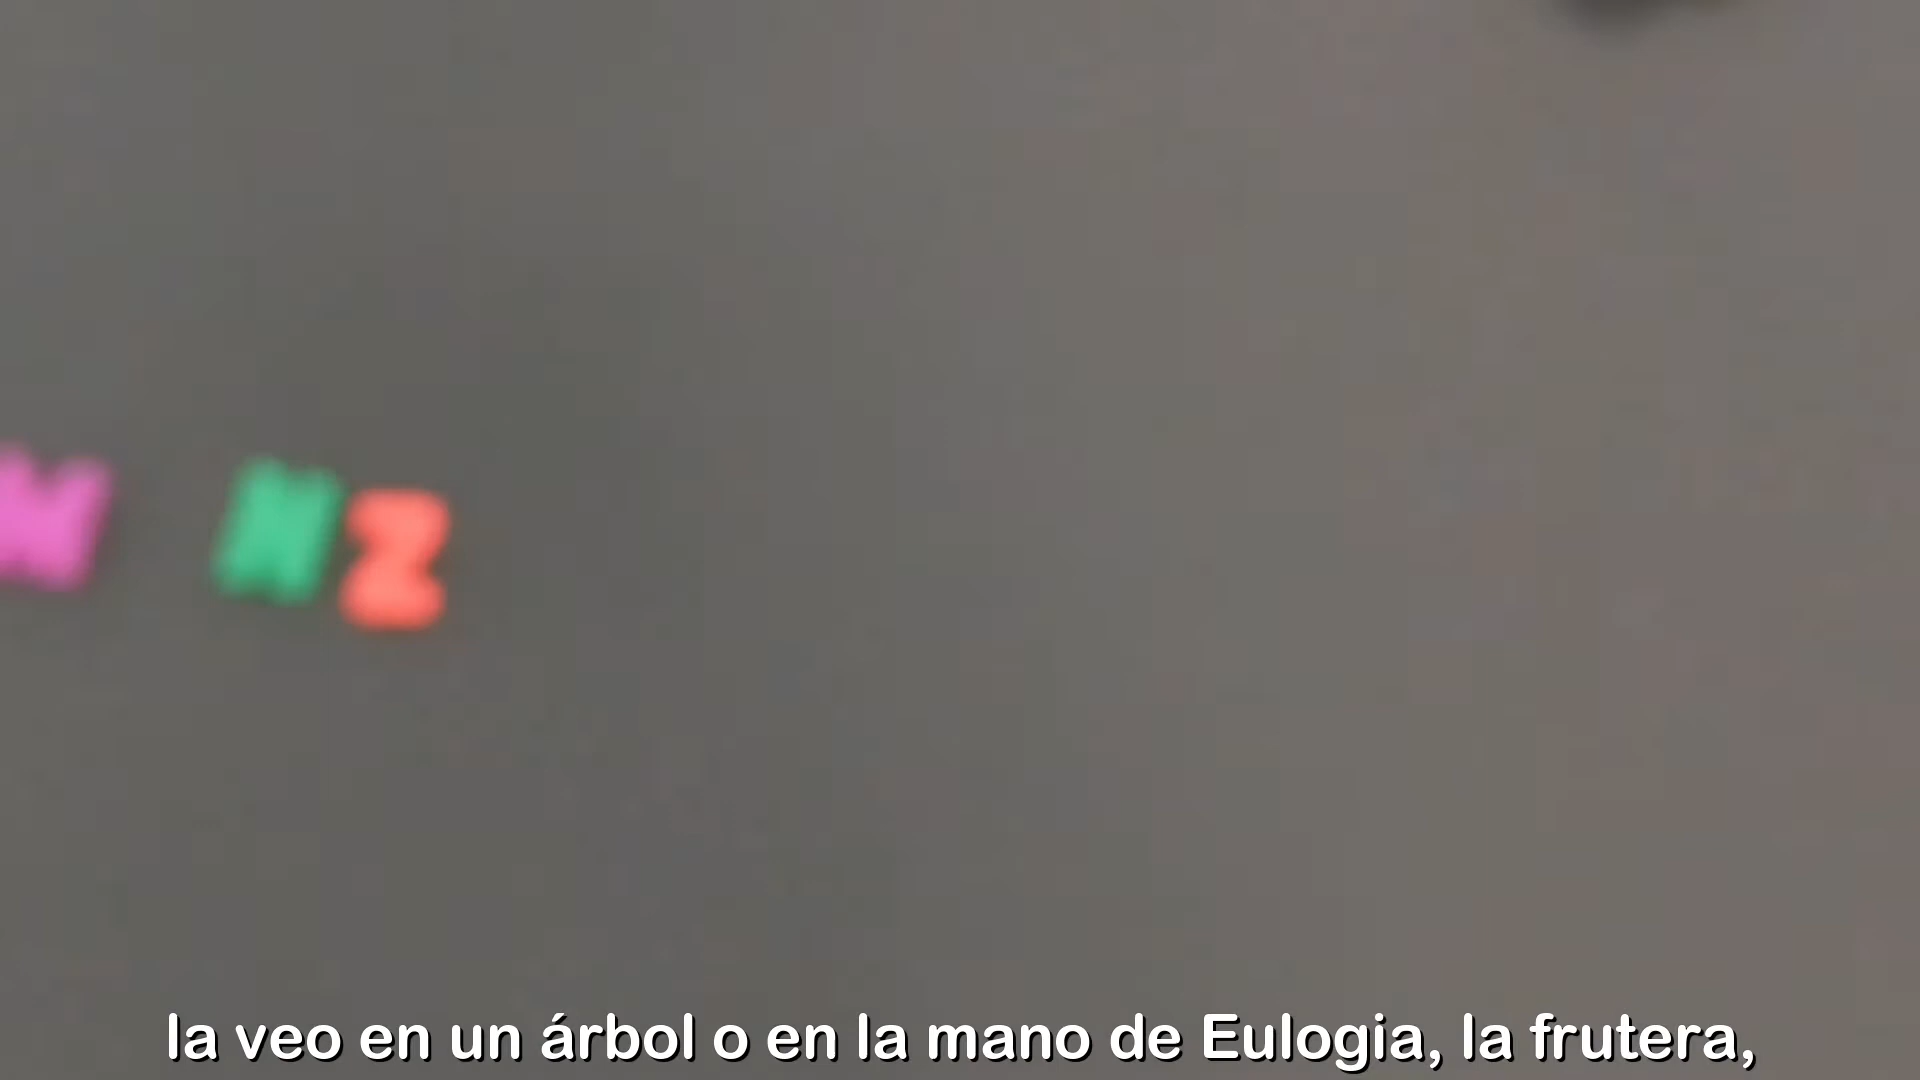 N Z
la veo en un árbol o en la mano de Eulogia, la frutera,